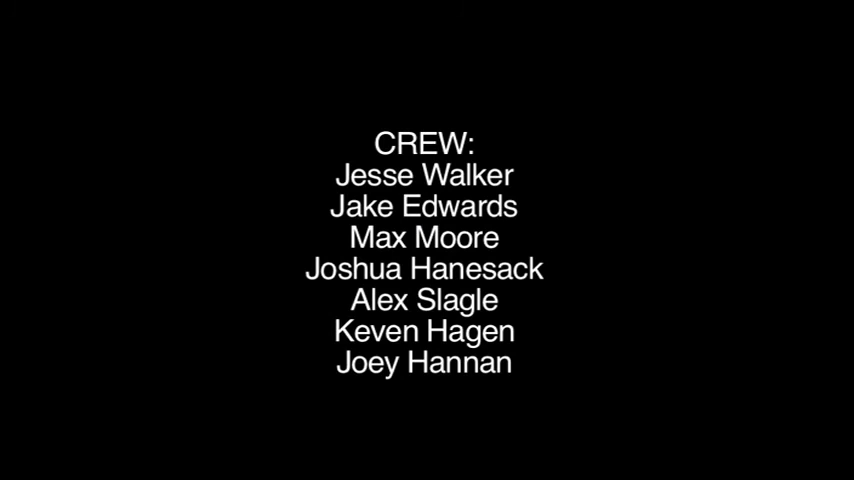 CREW:
Jesse Walker
Jake Edwards
Max Moore
Joshua Hanesack
Alex Slagle
Keven Hagen
Joey Hannan